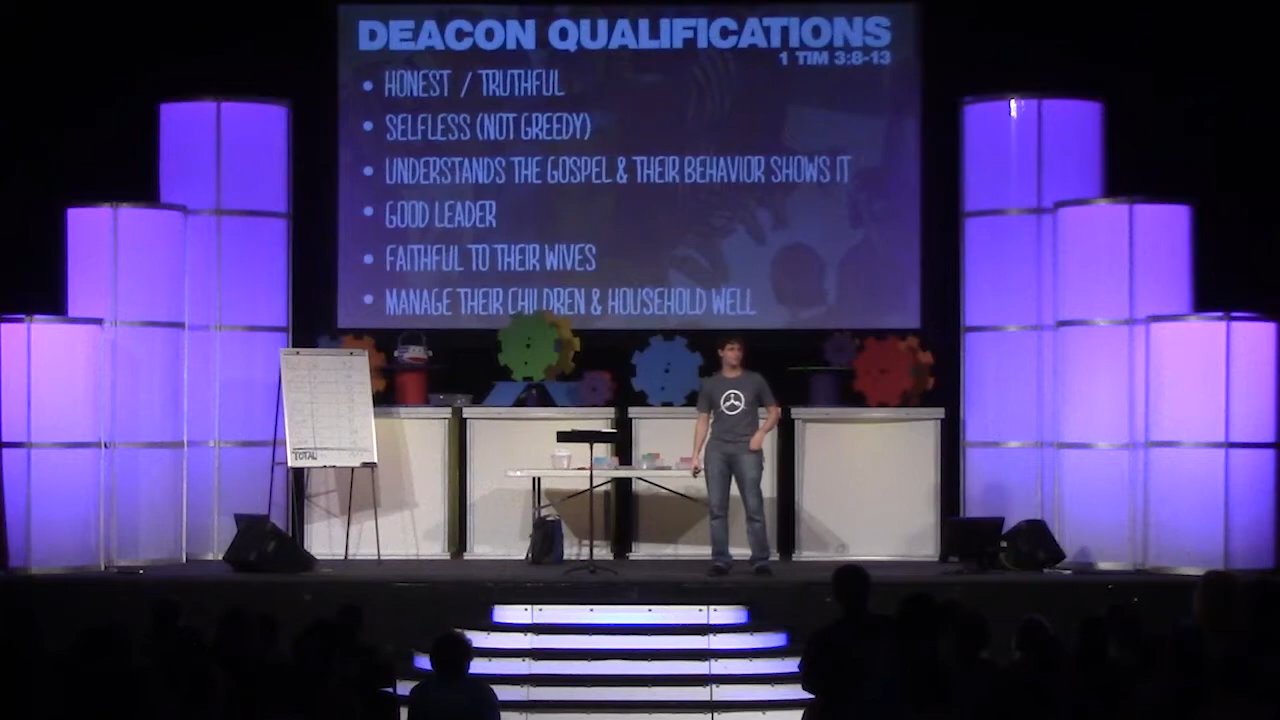 DEACON QUALIFICATIONS
1 TIM 3:8-13
• HONEST / TRUTHFUL
• SELFLESS (NOT GREEDY)
• UNDERSTANDS THE GOSPEL & THEIR BEHAVIOR SHOWS IT
• GOOD LEADER
• FAITHFUL TO THEIR WIVES
• MANAGE THEIR CHILDREN & HOUSEHOLD WELL
TOTAL